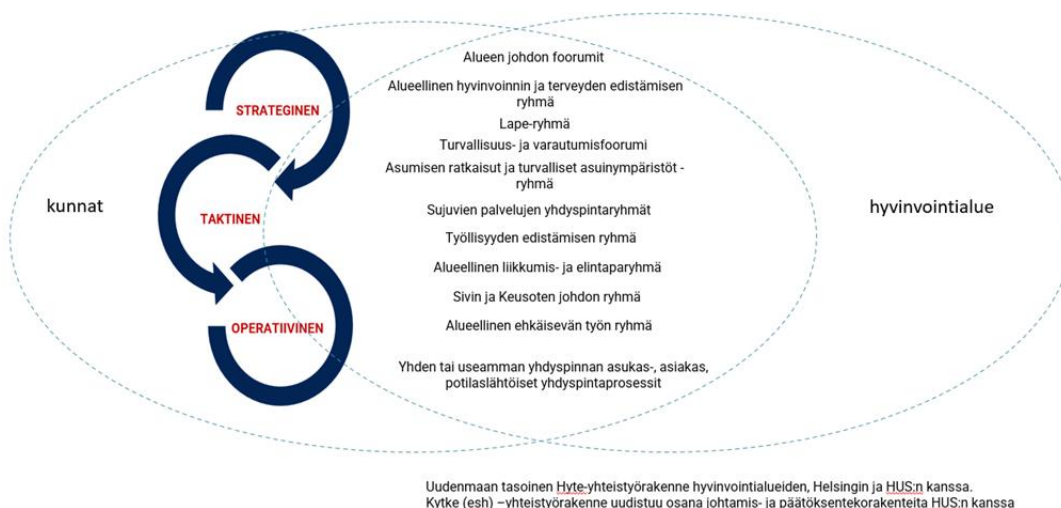 Alueen johdon foorumit
Alueellinen hyvinvoinnin ja terveyden edistämisen
ryhmä
STRATEGINEN
Lape-ryhmä
Turvallisuus- ja varautumisfoorumi
Asumisen ratkaisut ja turvalliset asuinympäristöt -
ryhmä
kunnat
TAKTINEN
Sujuvien palvelujen yhdyspintaryhmät
hyvinvointialue
Työllisyyden edistämisen ryhmä
Alueellinen liikkumis- ja elintaparyhmä
Sivin ja Keusoten johdon ryhmä
OPERATIIVINEN
Alueellinen ehkäisevän työn ryhmä
Yhden tai useamman yhdyspinnan asukas-, asiakas,
potilaslähtöiset yhdyspintaprosessit
Uudenmaan tasoinen Hyte-yhteistyörakenne hyvinvointialueiden, Helsingin ja HUS:n kanssa.
Kytke (esh) –yhteistyörakenne uudistuu osana johtamis- ja päätöksentekorakenteita HUS:n kanssa